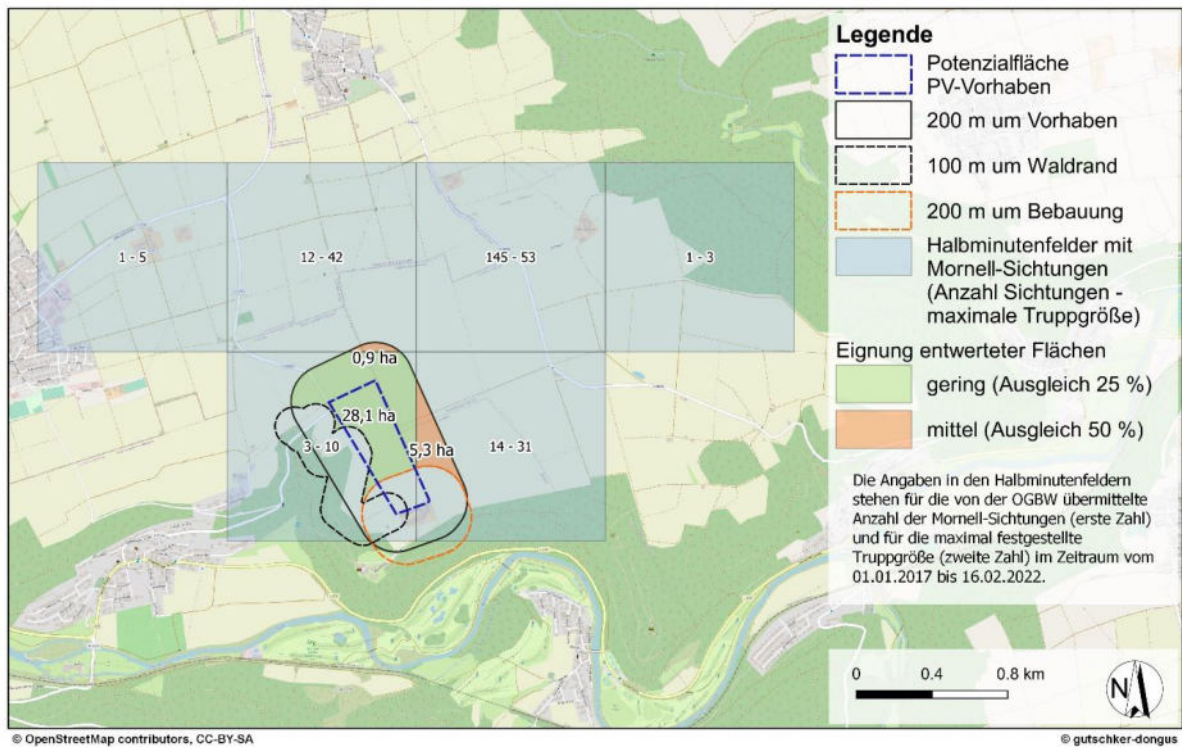 Legende
Potenzialfläche
PV-Vorhaben
200 m um Vorhaben
100 m um Waldrand
200 m um Bebauung
Halbminutenfelder mit
Mornell-Sichtungen
(Anzahl Sichtungen -
maximale Truppgröße)
Eignung entwerteter Flächen
gering (Ausgleich 25 %)
mittel (Ausgleich 50 %)
Die Angaben in den Halbminutenfeldern
stehen für die von der OGBW übermittelte
Anzahl der Mornell-Sichtungen (erste Zahl)
und für die maximal festgestellte
Truppgröße (zweite Zahl) im Zeitraum vom
01.01.2017 bis 16.02.2022.
1 - 5
12 - 42
145 - 53
1 - 3
0,9 ha
28,1 ha
3 - 10
5,3 ha
14 - 31
0 0.4 0.8 km
N
© OpenStreetMap contributors, CC-BY-SA
© gutschker-dongus